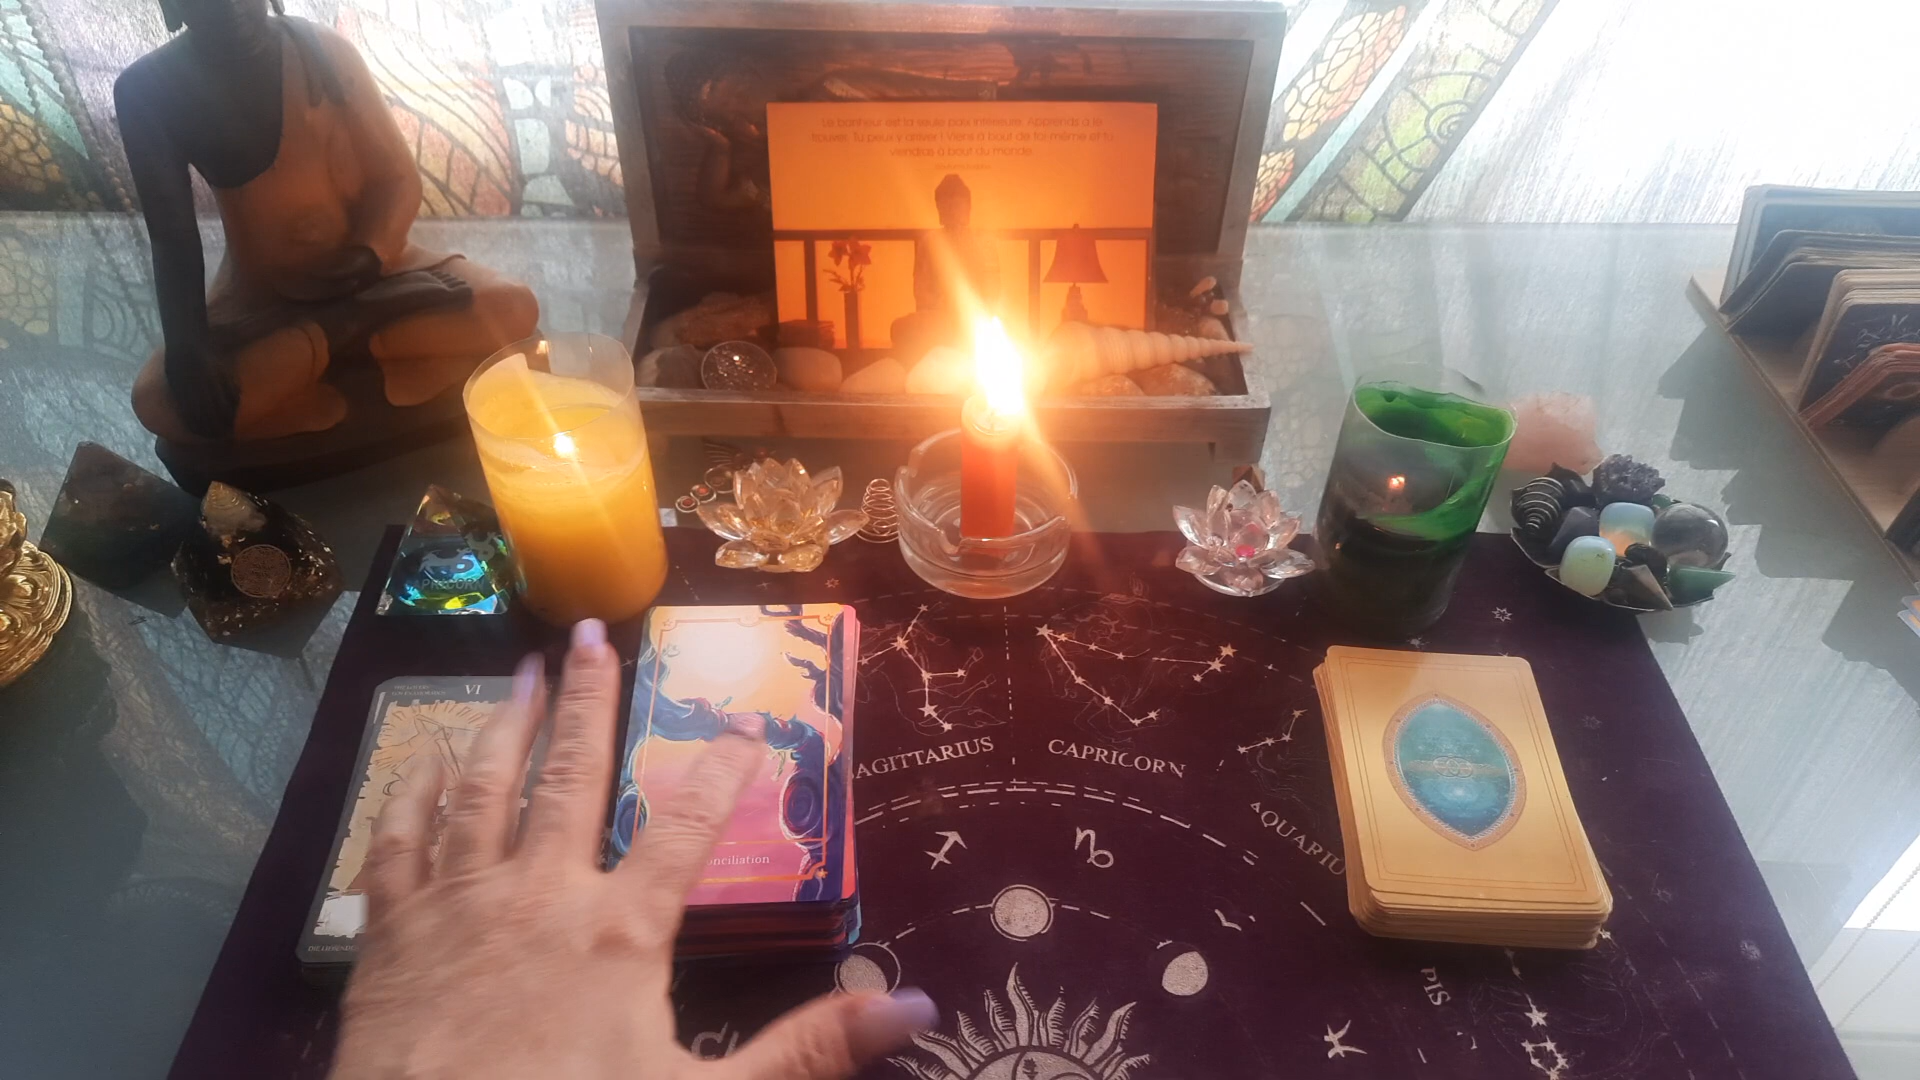 Le bonheur est ta seule paix intérieure. Apprends à le
trouver. Tu peux y arriver ! Viens à bout de toi même et tu
viendras à bout du monde.
VI
onciliation
AGITTARIUS
CAPRICORN
AQUARIU
PIS